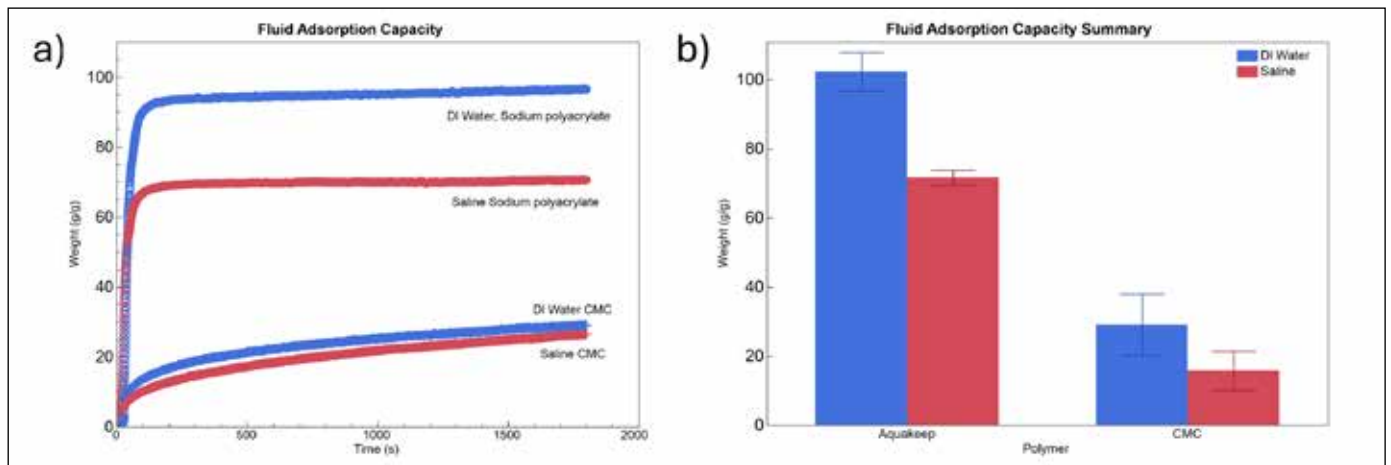 a)
Fluid Adsorption Capacity
100
80
60
40
20
0
Weight (g/g)
DI Water, Sodium polyacrylate
Saline Sodium polyacrylate
DI Water CMC
Saline CMC
0 500 1000 1500 2000
Time (s)
b)
Fluid Adsorption Capacity Summary
DI Water
Saline
100
80
60
40
20
0
Weight (g/g)
Aquakeep CMC
Polymer